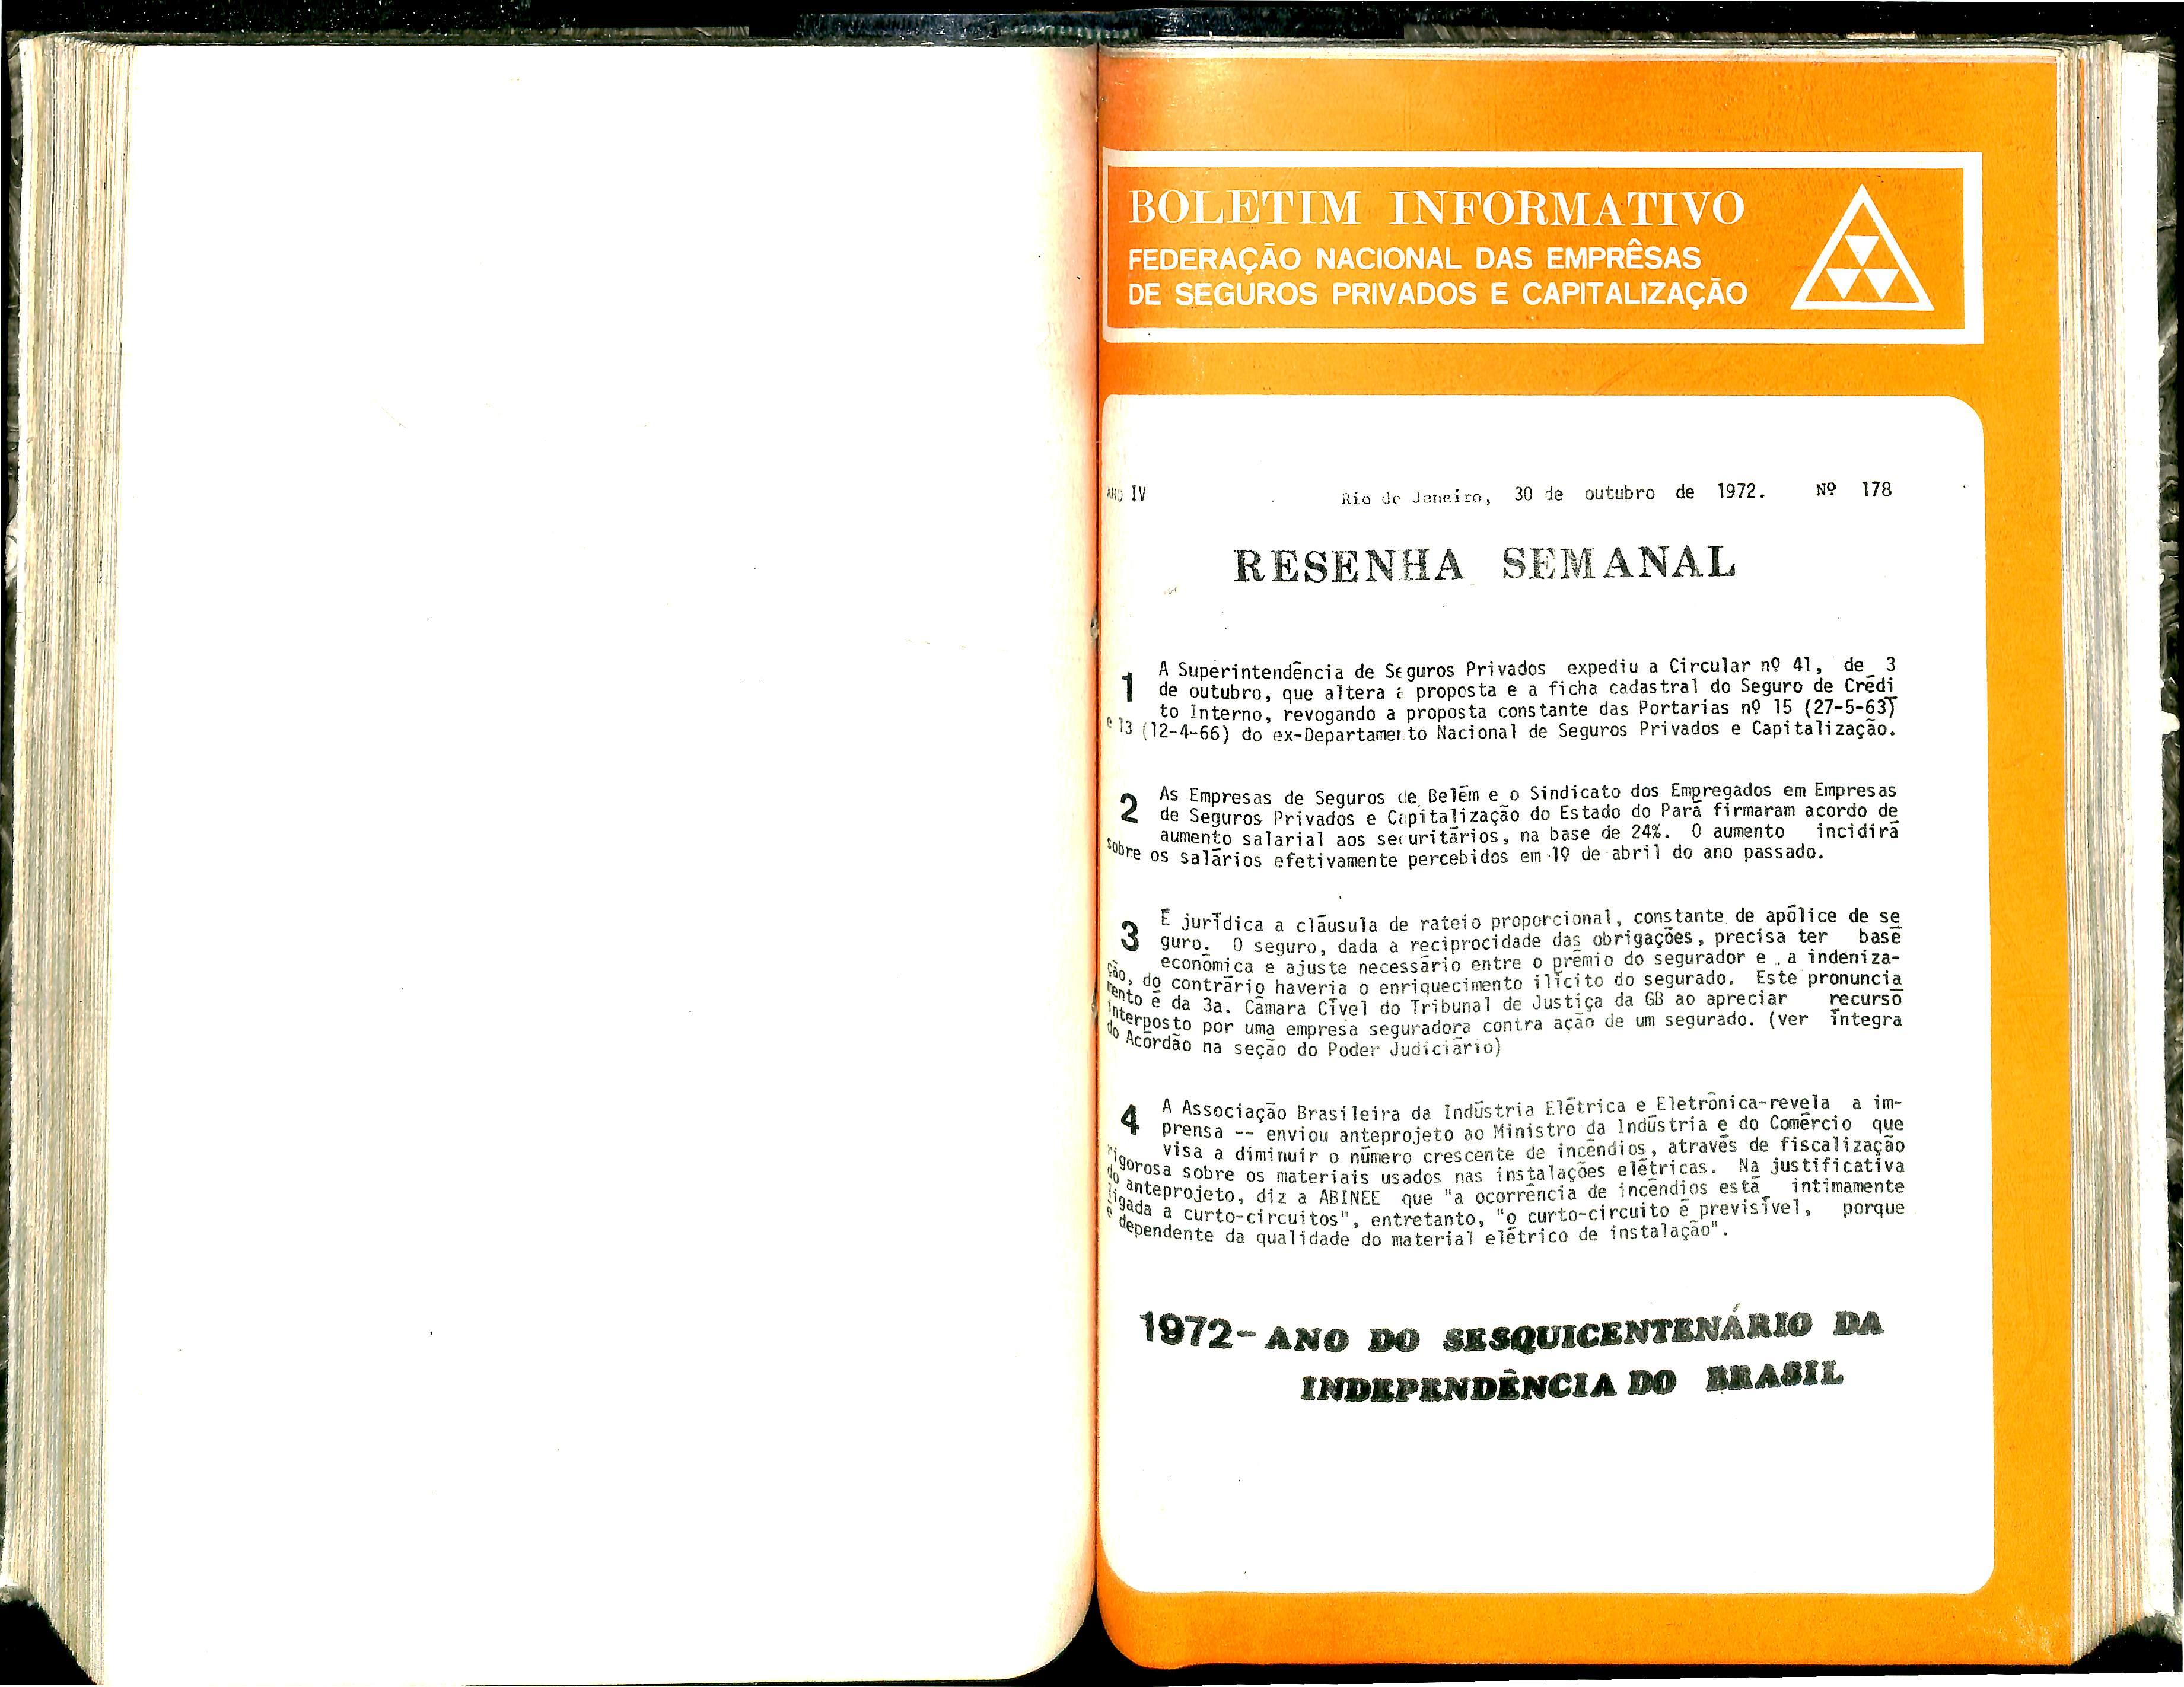 BOLETIM INFORMATIVO
FEDERAÇÃO NACIONAL DAS EMPRÊSAS
DE SEGUROS PRIVADOS E CAPITALIZAÇÃO
ANO IV Rio de Janeiro, 30 de outubro de 1972. Nº 178
RESENHA SEMANAL
1 A Superintendência de Seguros Privados expediu a Circular nº 41, de 3
de outubro, que altera a proposta e a ficha cadastral do Seguro de Crédi
to Interno, revogando a proposta constante das Portarias nº 15 (27-5-63)
e 13 (12-4-66) do ex-Departamento Nacional de Seguros Privados e Capitalização.
2 As Empresas de Seguros de Belém e o Sindicato dos Empregados em Empresas
de Seguros Privados e Capitalização do Estado do Pará firmaram acordo de
aumento salarial aos securitários, na base de 24%. O aumento incidirá
sobre os salários efetivamente percebidos em 1º de abril do ano passado.
3 É jurídica a cláusula de rateio proporcional, constante de apólice de se
guro. O seguro, dada a reciprocidade das obrigações, precisa ter base
econômica e ajuste necessário entre o prêmio do segurador e a indeniza-
ção, do contrário haveria o enriquecimento ilícito do segurado. Este pronuncia
mento é da 3a. Câmara Cível do Tribunal de Justiça da GB ao apreciar recurso
interposto por uma empresa seguradora contra ação de um segurado. (ver íntegra
do Acórdão na seção do Poder Judiciário)
4 A Associação Brasileira da Indústria Elétrica e Eletrônica-revela a im-
prensa -- enviou anteprojeto ao Ministro da Indústria e do Comércio que
visa a diminuir o número crescente de incêndios, através de fiscalização
rigorosa sobre os materiais usados nas instalações elétricas. Na justificativa
do anteprojeto, diz a ABINEE que "a ocorrência de incêndios está intimamente
ligada a curto-circuitos", entretanto, "o curto-circuito é previsível, porque
é dependente da qualidade do material elétrico de instalação".
1972-ANO DO SESQUICENTENÁRIO DA
INDEPENDÊNCIA DO BRASIL